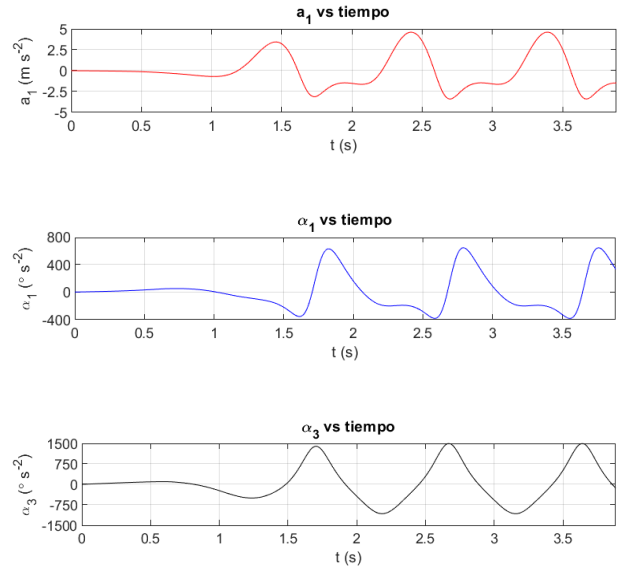 a₁ vs tiempo
a₁ (m s⁻²)
5
2.5
0
-2.5
-5
0 0.5 1 1.5 2 2.5 3 3.5
t (s)
α₁ vs tiempo
α₁ (° s⁻²)
800
400
0
-400
0 0.5 1 1.5 2 2.5 3 3.5
t (s)
α₃ vs tiempo
α₃ (° s⁻²)
1500
750
0
-750
-1500
0 0.5 1 1.5 2 2.5 3 3.5
t (s)